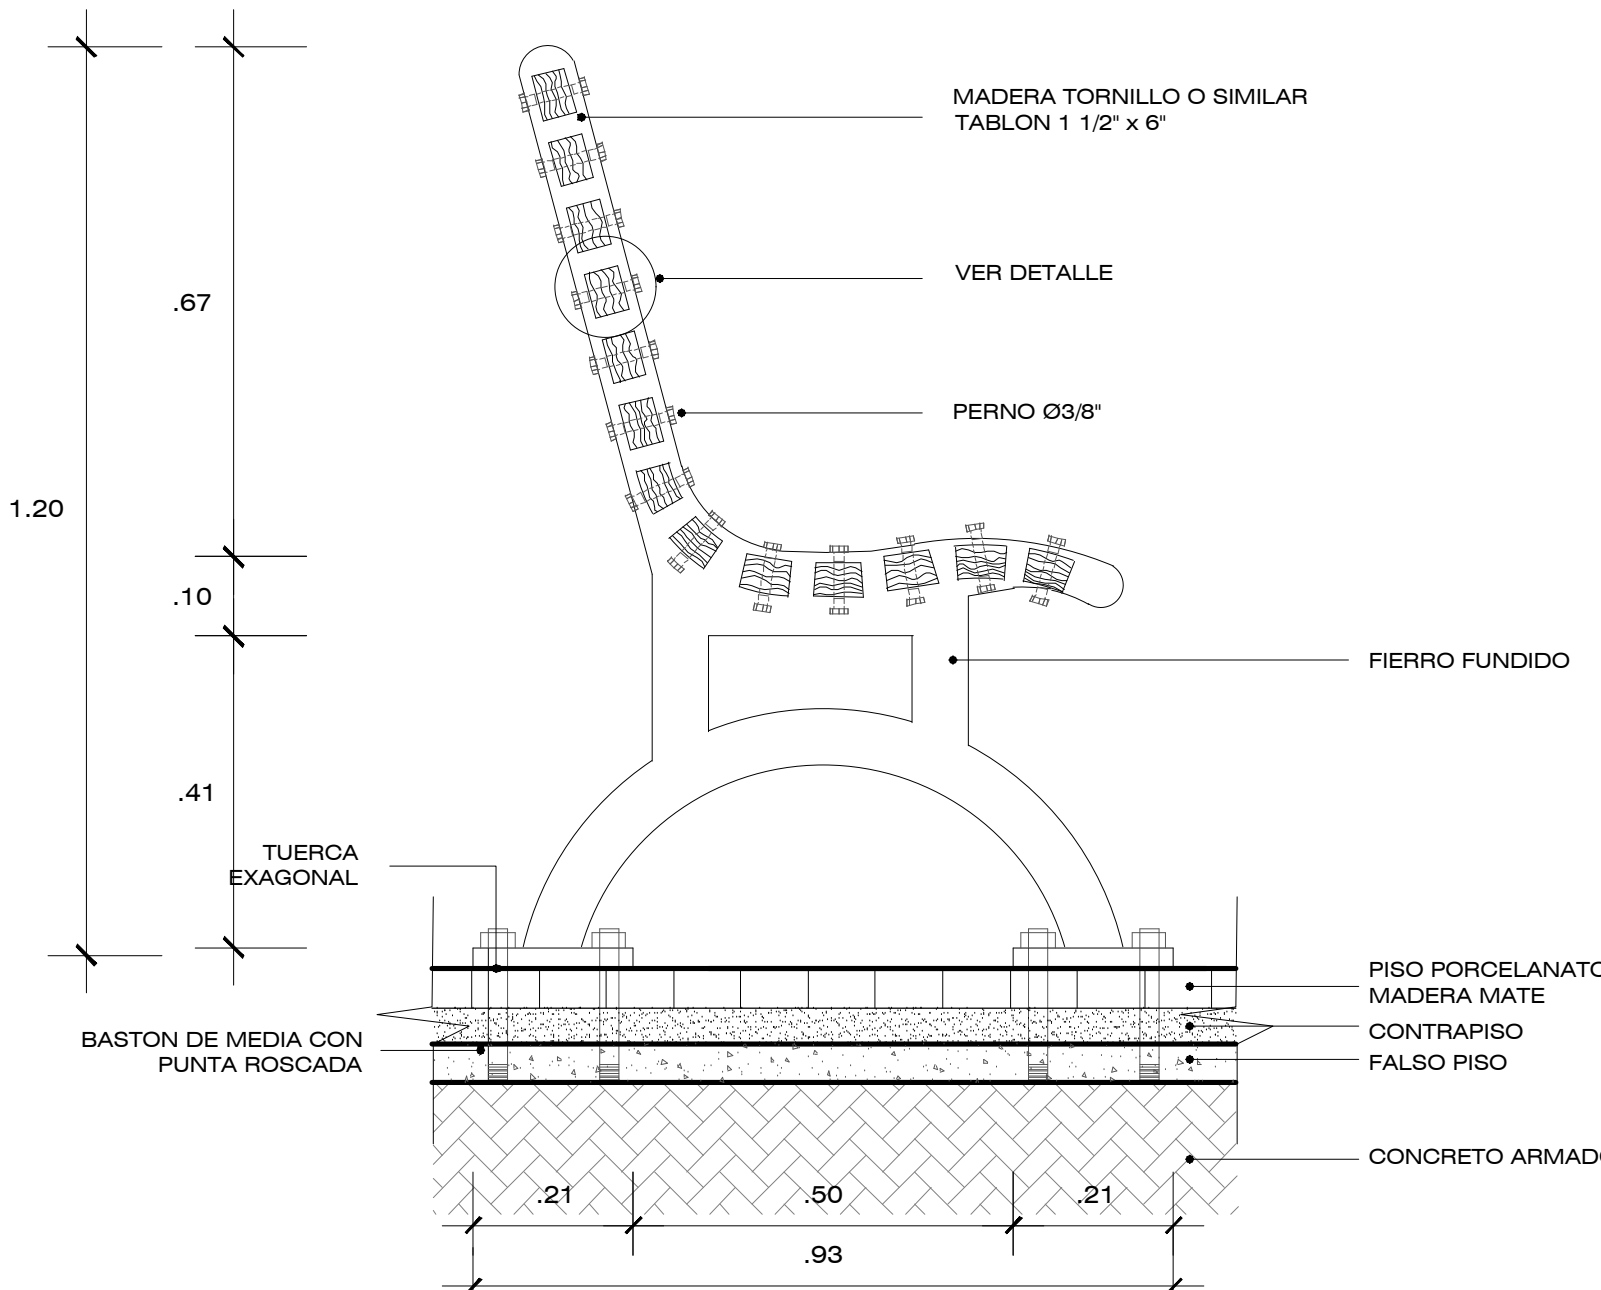 MADERA TORNILLO O SIMILAR
TABLON 1 1/2" x 6"
VER DETALLE
.67
PERNO Ø3/8"
1.20
.10
FIERRO FUNDIDO
.41
TUERCA
EXAGONAL
PISO PORCELANATO
MADERA MATE
BASTON DE MEDIA CON
PUNTA ROSCADA
CONTRAPISO
FALSO PISO
CONCRETO ARMADO
.21
.50
.21
.93